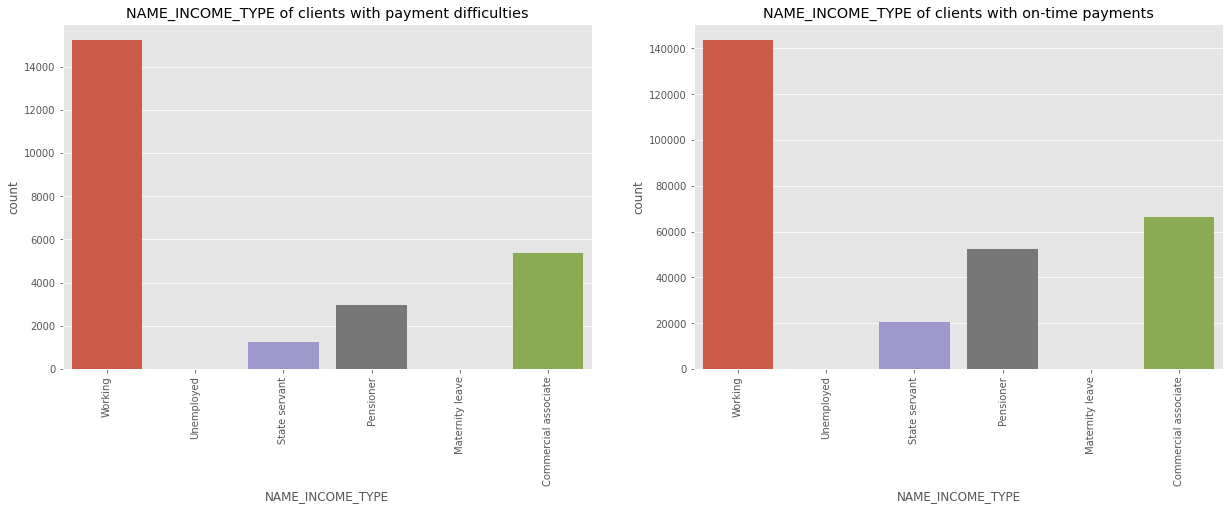 NAME_INCOME_TYPE of clients with payment difficulties
count
14000
12000
10000
8000
6000
4000
2000
0
Working
Unemployed
State servant
Pensioner
Maternity leave
Commercial associate
NAME_INCOME_TYPE
NAME_INCOME_TYPE of clients with on-time payments
count
140000
120000
100000
80000
60000
40000
20000
0
Working
Unemployed
State servant
Pensioner
Maternity leave
Commercial associate
NAME_INCOME_TYPE